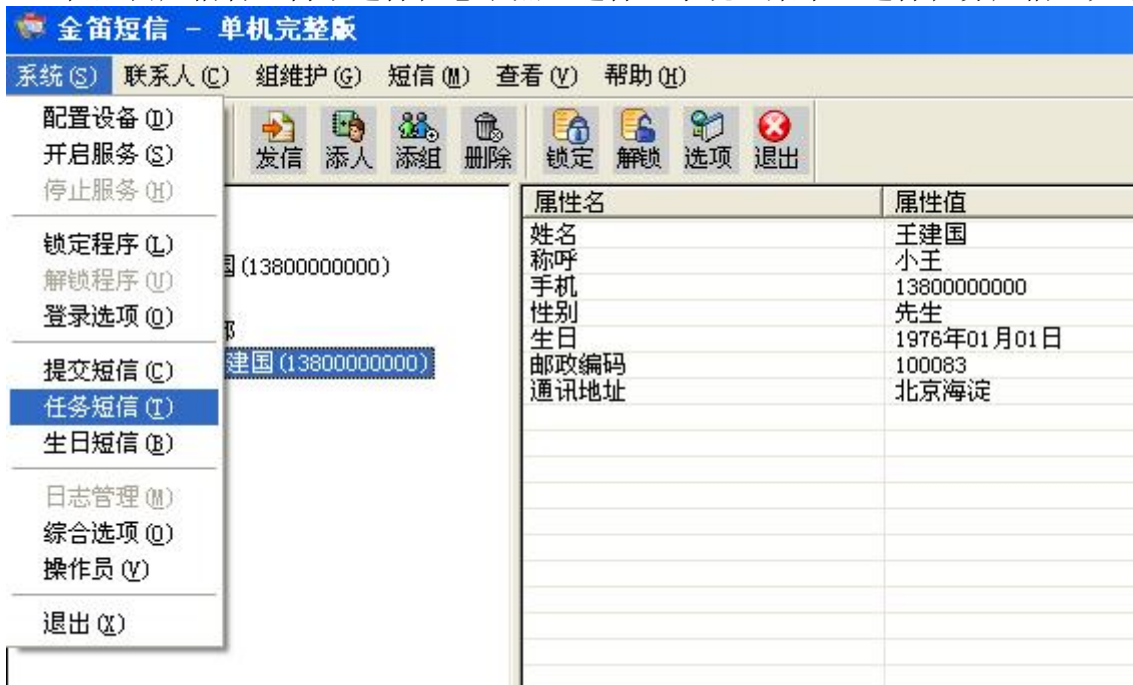 金笛短信 - 单机完整版
系统(S) 联系人(C) 组维护(G) 短信(M) 查看(V) 帮助(H)
发信 添人 添组 删除 锁定 解锁 选项 退出
配置设备(D)
开启服务(S)
停止服务(H)
锁定程序(L)
解锁程序(U)
登录选项(O)
提交短信(C)
任务短信(T)
生日短信(B)
日志管理(M)
综合选项(O)
操作员(V)
退出(X)
(13800000000)
建国(13800000000)
属性名 属性值
姓名 王建国
称呼 小王
手机 13800000000
性别 先生
生日 1976年01月01日
邮政编码 100083
通讯地址 北京海淀